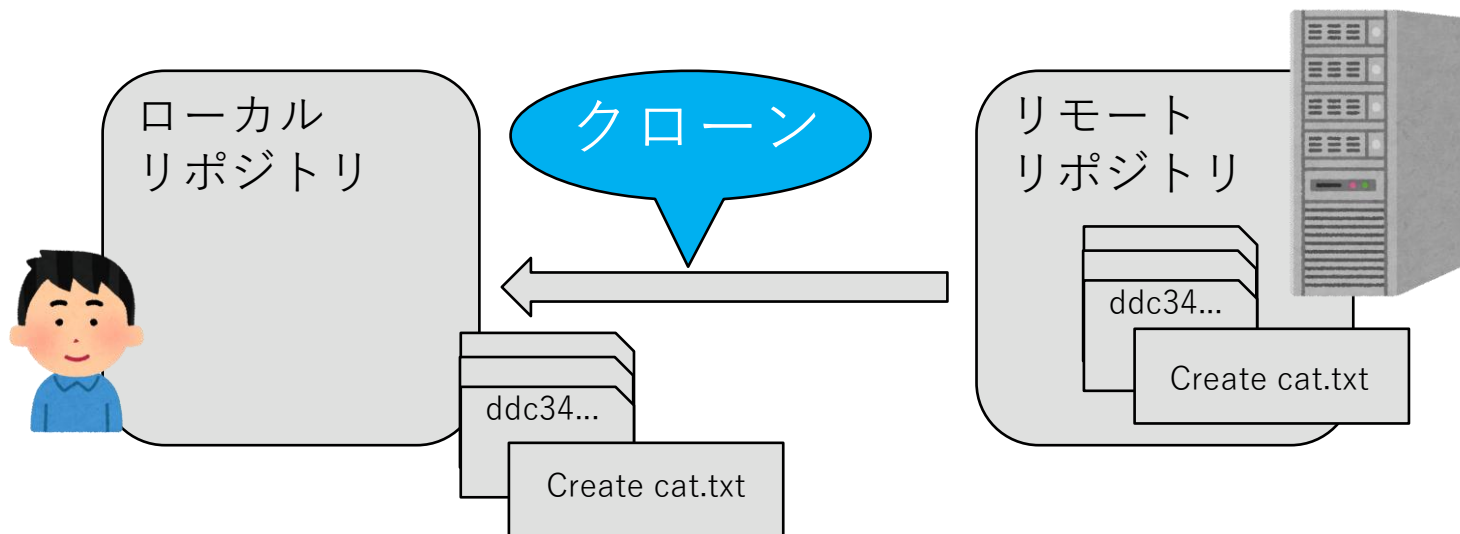 ローカル
リポジトリ
クローン
リモート
リポジトリ
ddc34...
Create cat.txt
ddc34...
Create cat.txt